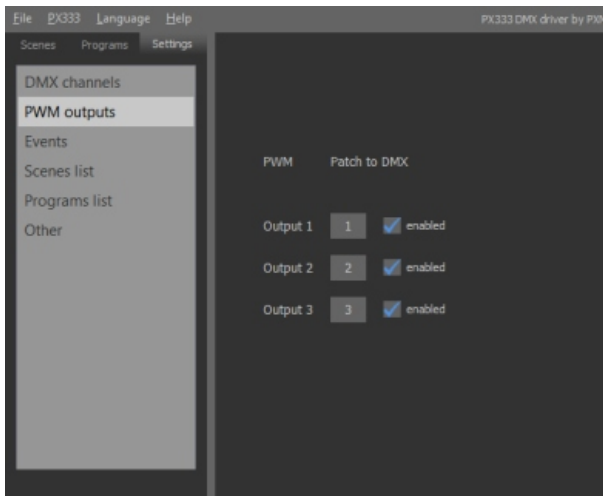 File PX333 Language Help
PX333 DMX driver by PXM
Scenes Programs Settings
DMX channels
PWM outputs
Events
Scenes list
Programs list
Other
PWM Patch to DMX
Output 1 1 enabled
Output 2 2 enabled
Output 3 3 enabled